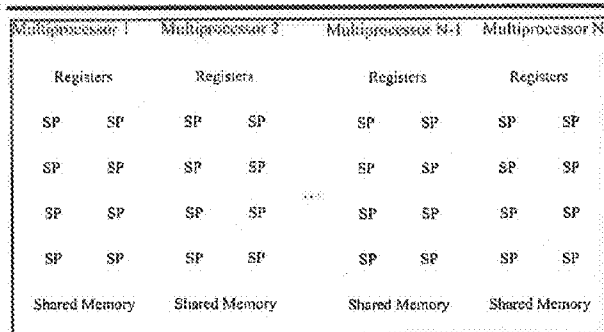 Multiprocessor 1 Multiprocessor 2 Multiprocessor N-1 Multiprocessor N
Registers Registers Registers Registers
SP SP SP SP SP SP SP SP
SP SP SP SP SP SP SP SP
...
SP SP SP SP SP SP SP SP
SP SP SP SP SP SP SP SP
Shared Memory Shared Memory Shared Memory Shared Memory